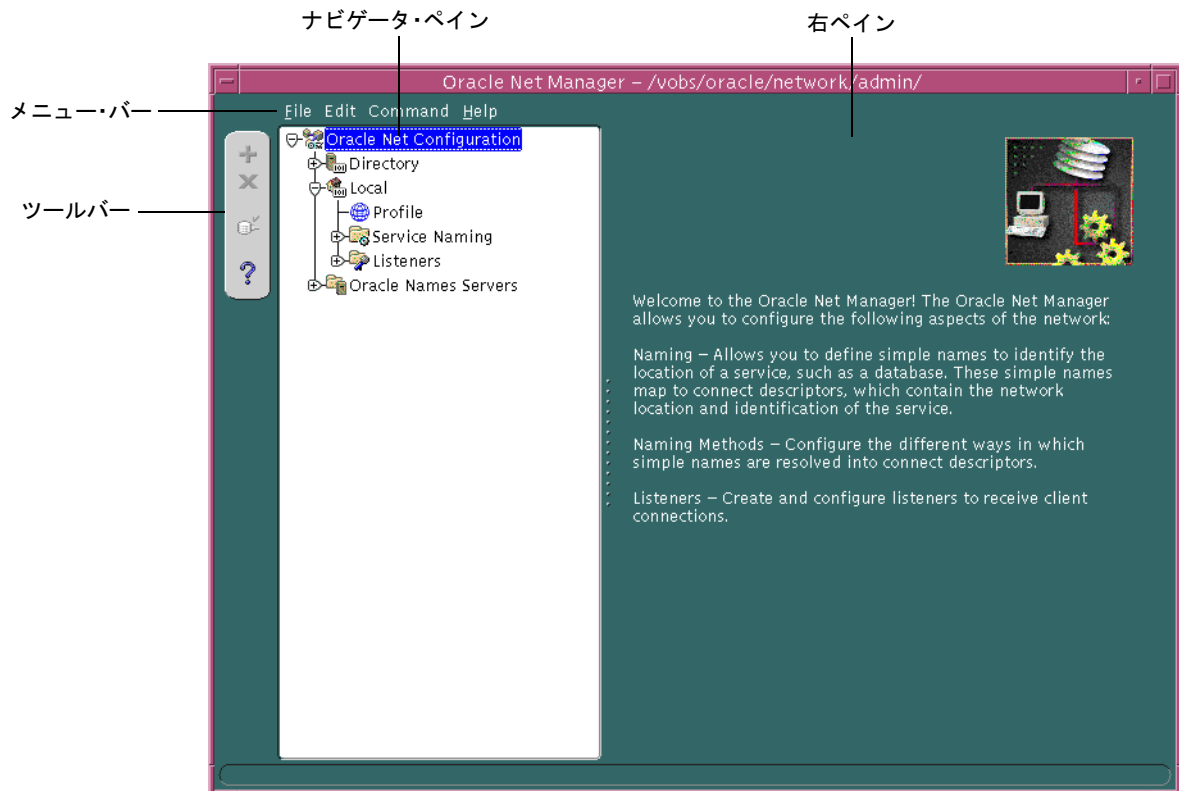 ナビゲータ・ペイン
右ペイン
Oracle Net Manager – /vobs/oracle/network/admin/
メニュー・バー
File Edit Command Help
ツールバー
Oracle Net Configuration
Directory
Local
Profile
Service Naming
Listeners
Oracle Names Servers
Welcome to the Oracle Net Manager! The Oracle Net Manager
allows you to configure the following aspects of the network:
Naming – Allows you to define simple names to identify the
location of a service, such as a database. These simple names
map to connect descriptors, which contain the network
location and identification of the service.
Naming Methods – Configure the different ways in which
simple names are resolved into connect descriptors.
Listeners – Create and configure listeners to receive client
connections.